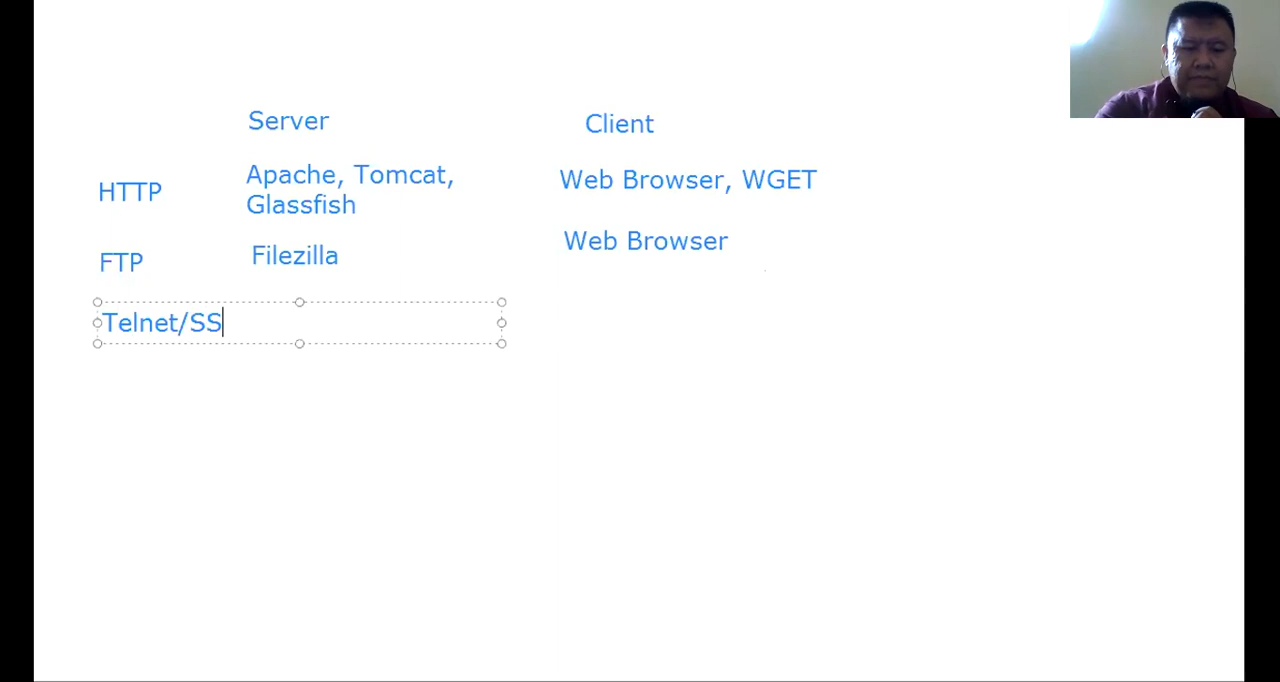 Server
Client
HTTP
Apache, Tomcat,
Glassfish
Web Browser, WGET
FTP
Filezilla
Web Browser
Telnet/SS